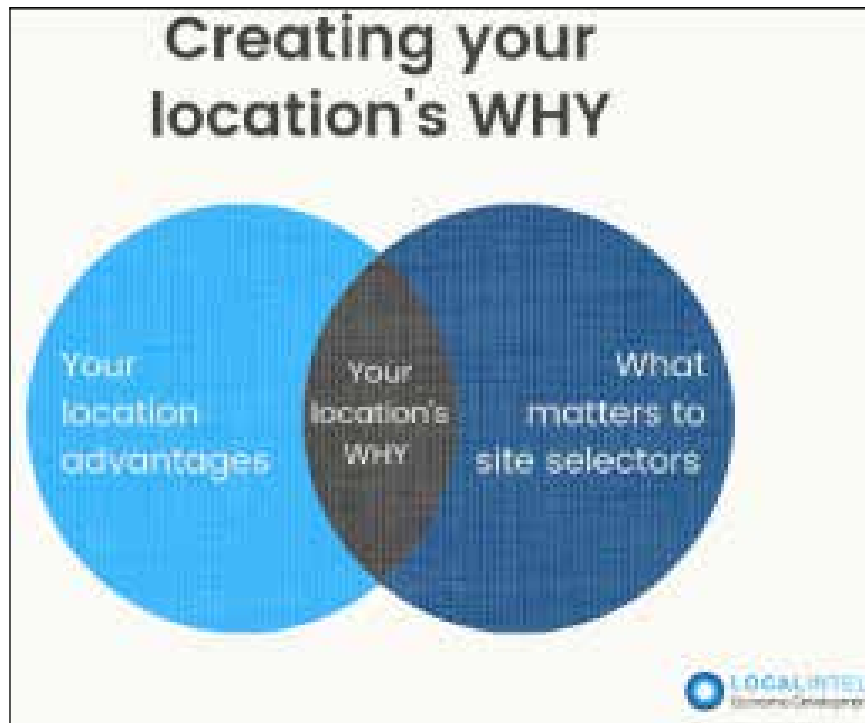 Creating your
location's WHY
Your
location
advantages
Your
location's
WHY
What
matters to
site selectors
LOCALINTEL